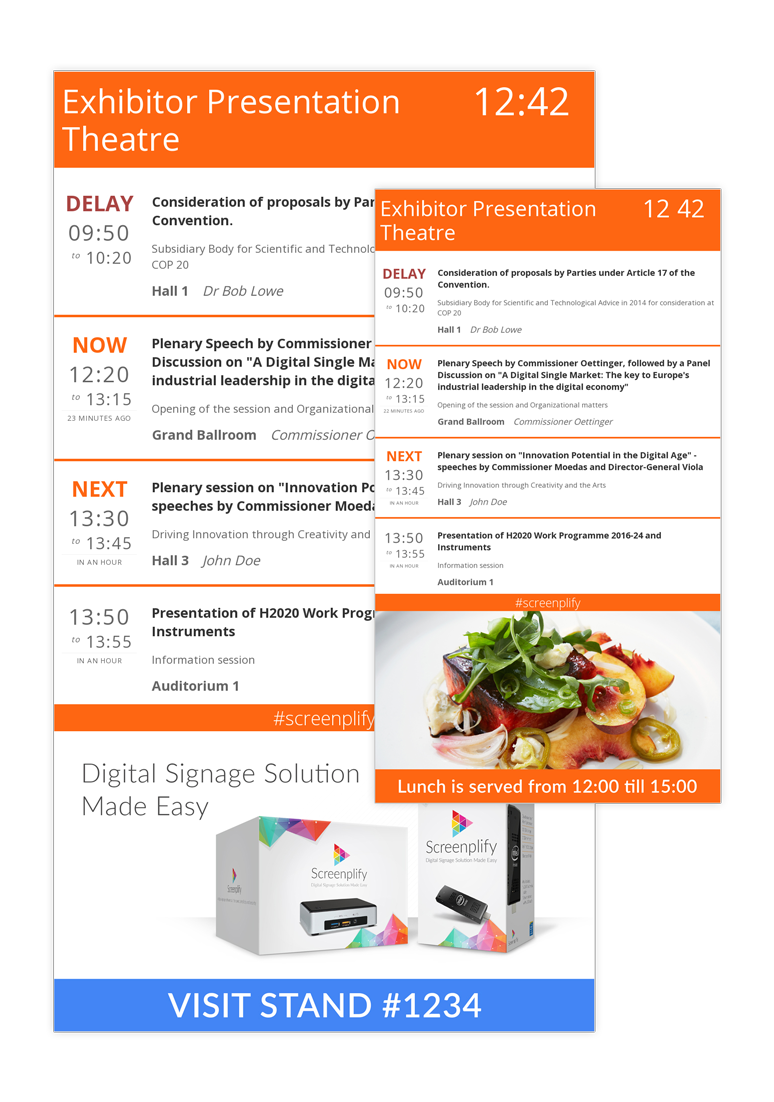 Exhibitor Presentation
Theatre
12:42
DELAY
09:50
to 10:20
Consideration of proposals by Par
Convention.
Subsidiary Body for Scientific and Technolo
COP 20
Hall 1 Dr Bob Lowe
NOW
12:20
to 13:15
23 MINUTES AGO
Plenary Speech by Commissioner
Discussion on "A Digital Single Ma
industrial leadership in the digita
Opening of the session and Organizational
Grand Ballroom Commissioner O
NEXT
13:30
to 13:45
IN AN HOUR
Plenary session on "Innovation Po
speeches by Commissioner Moeda
Driving Innovation through Creativity and
Hall 3 John Doe
13:50
to 13:55
IN AN HOUR
Presentation of H2020 Work Progr
Instruments
Information session
Auditorium 1
#screenplify
Digital Signage Solution
Made Easy
Screenplify
Screenplify
Digital Signage Solution Made Easy
Screenplify
Digital Signage Solution Made Easy
VISIT STAND #1234
Exhibitor Presentation
Theatre
12 42
DELAY
09:50
to 10:20
Consideration of proposals by Parties under Article 17 of the
Convention.
Subsidiary Body for Scientific and Technological Advice in 2014 for consideration at
COP 20
Hall 1 Dr Bob Lowe
NOW
12:20
to 13:15
22 MINUTES AGO
Plenary Speech by Commissioner Oettinger, followed by a Panel
Discussion on "A Digital Single Market: The key to Europe's
industrial leadership in the digital economy"
Opening of the session and Organizational matters
Grand Ballroom Commissioner Oettinger
NEXT
13:30
to 13:45
IN AN HOUR
Plenary session on "Innovation Potential in the Digital Age" -
speeches by Commissioner Moedas and Director-General Viola
Driving Innovation through Creativity and the Arts
Hall 3 John Doe
13:50
to 13:55
IN AN HOUR
Presentation of H2020 Work Programme 2016-24 and
Instruments
Information session
Auditorium 1
#screenplify
Lunch is served from 12:00 till 15:00